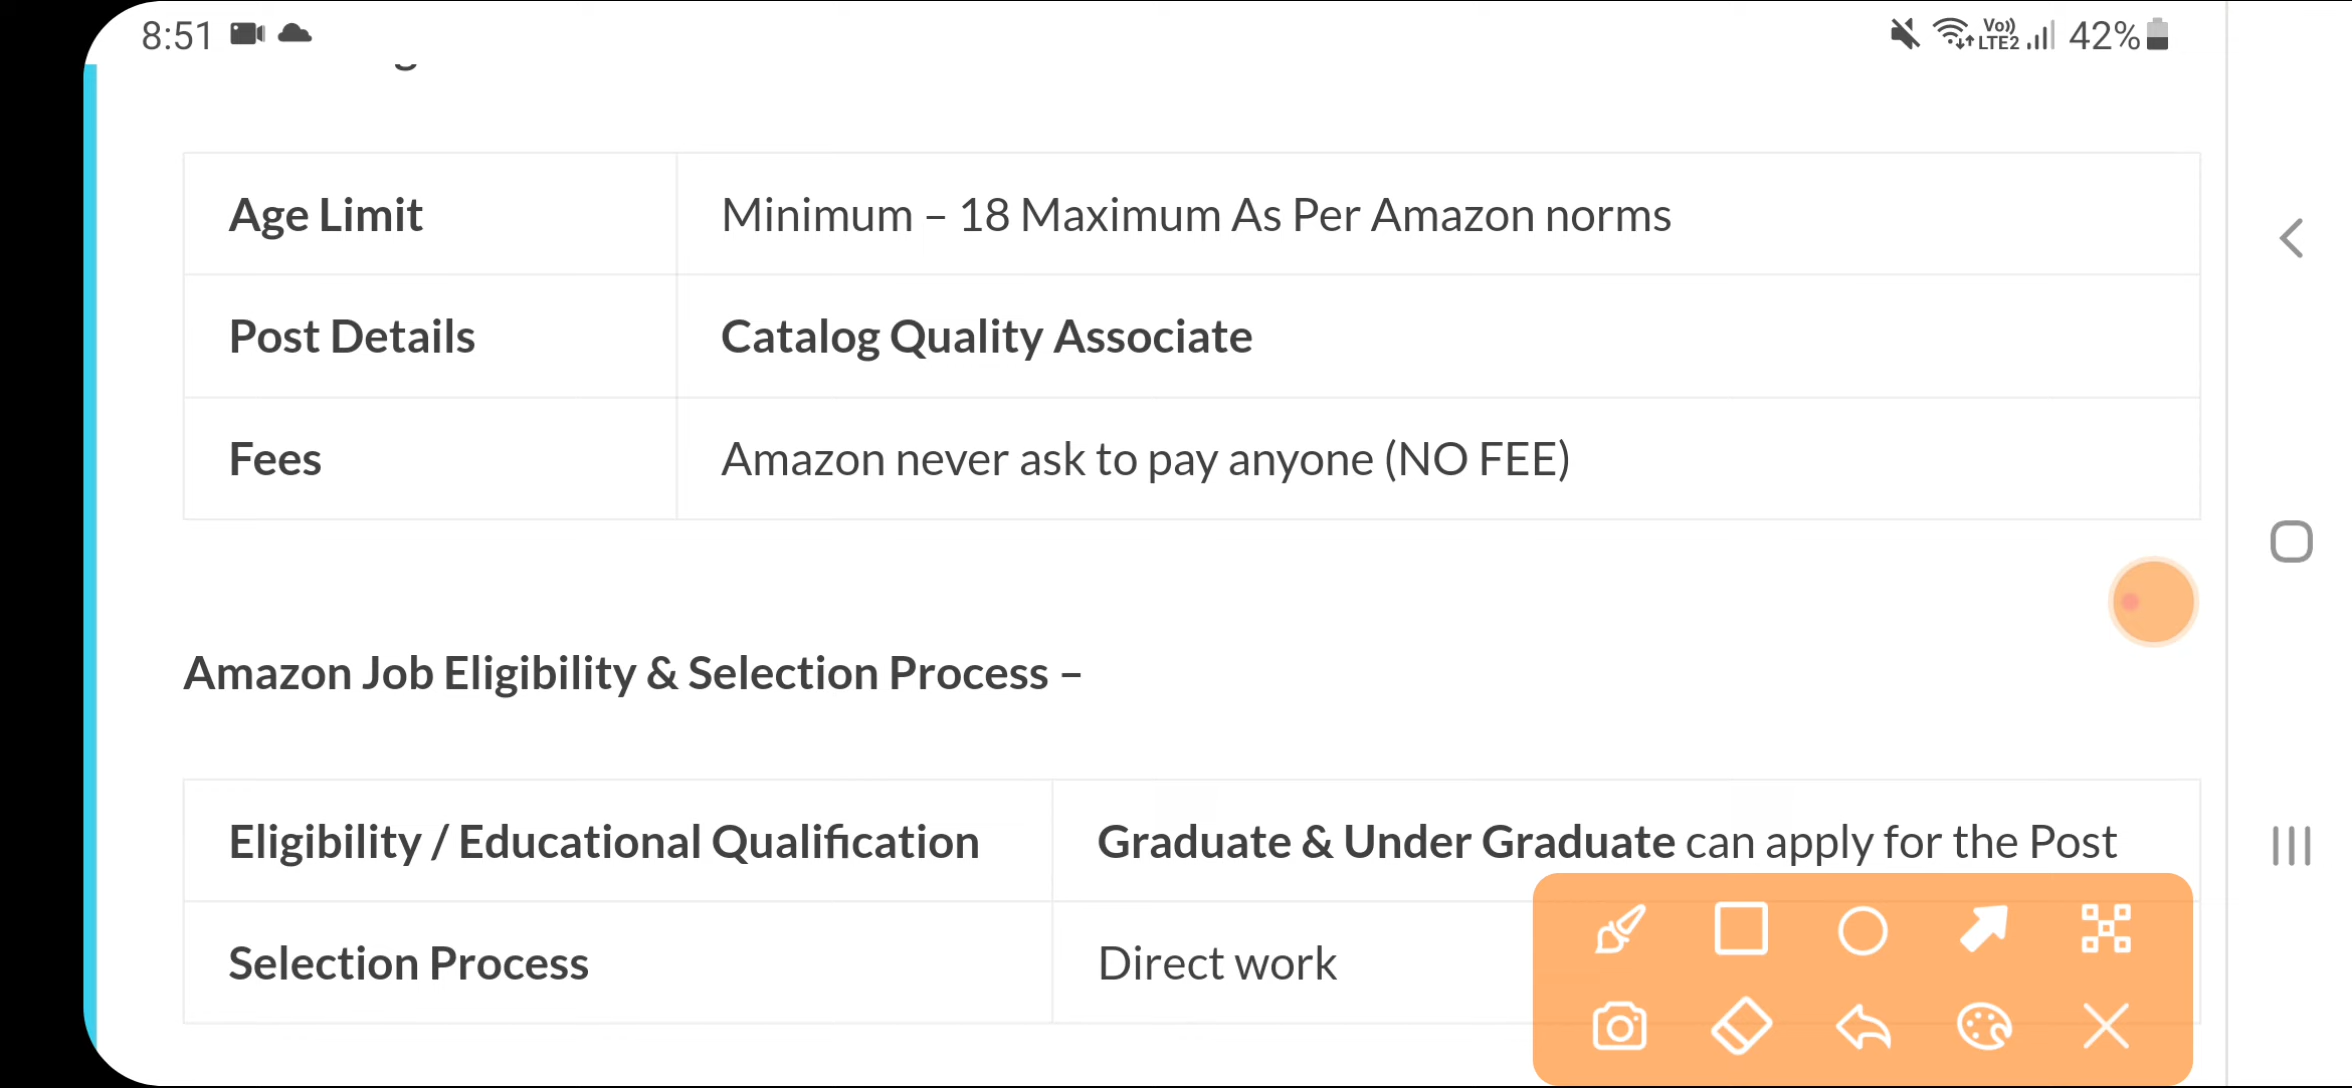 8:51
Vo)) LTE2 42%
Age Limit Minimum – 18 Maximum As Per Amazon norms
Post Details Catalog Quality Associate
Fees Amazon never ask to pay anyone (NO FEE)
Amazon Job Eligibility & Selection Process –
Eligibility / Educational Qualification Graduate & Under Graduate can apply for the Post
Selection Process Direct work